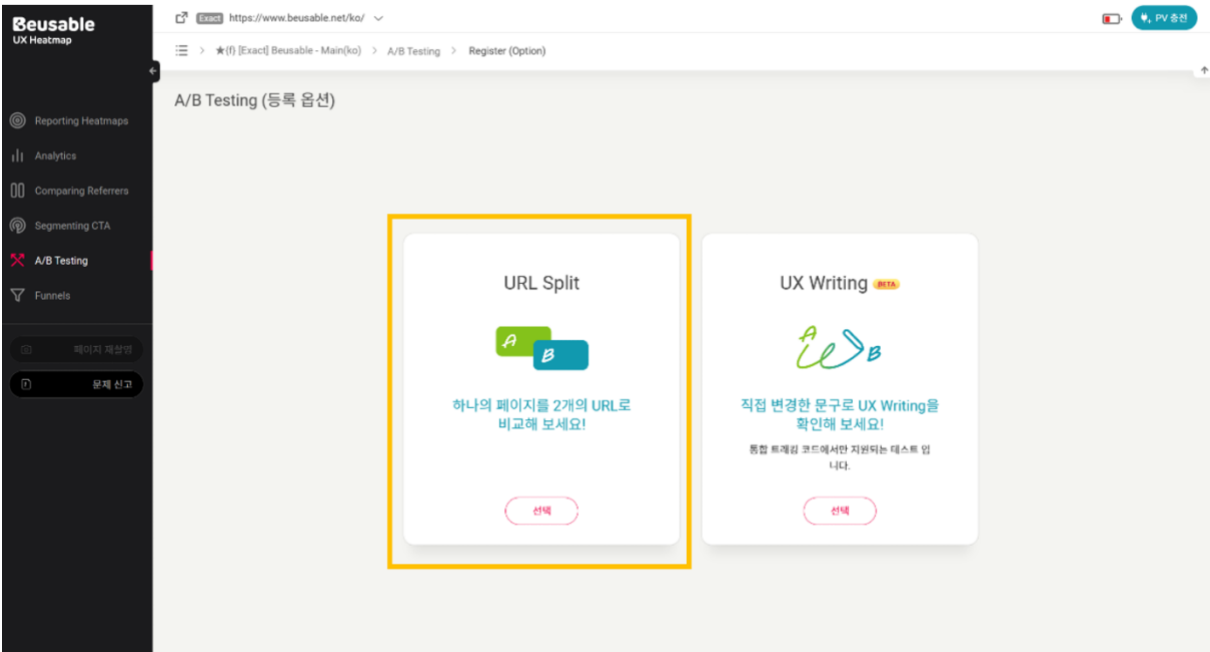 Beusable
UX Heatmap
Exact https://www.beusable.net/ko/
PV 충전
★(f) [Exact] Beusable - Main(ko) > A/B Testing > Register (Option)
A/B Testing (등록 옵션)
Reporting Heatmaps
Analytics
Comparing Referrers
Segmenting CTA
A/B Testing
Funnels
페이지 재촬영
문제 신고
URL Split
A
B
하나의 페이지를 2개의 URL로
비교해 보세요!
선택
UX Writing BETA
A
B
직접 변경한 문구로 UX Writing을
확인해 보세요!
통합 트래킹 코드에서만 지원되는 테스트 입
니다.
선택